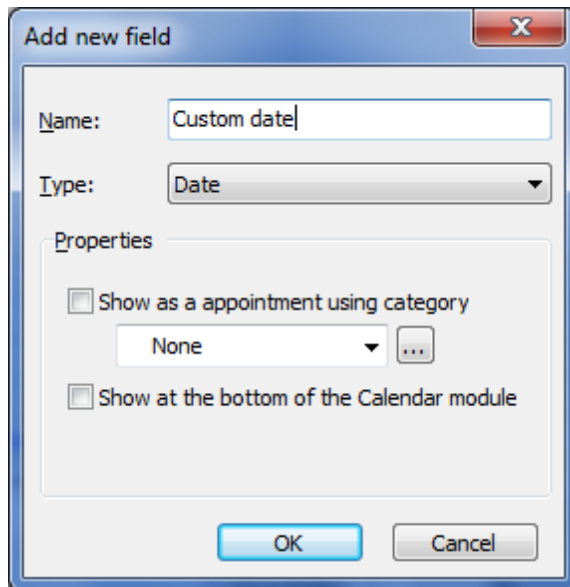 Add new field
Name: Custom date
Type: Date
Properties
Show as a appointment using category
None ...
Show at the bottom of the Calendar module
OK Cancel